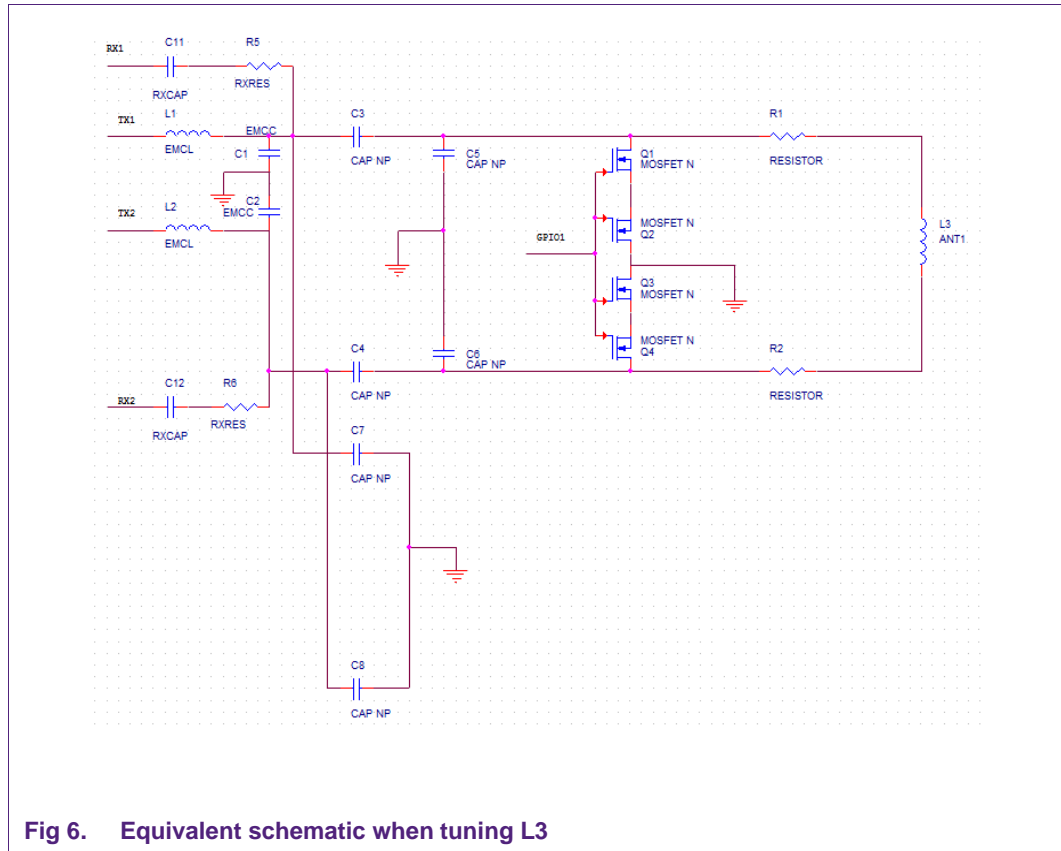 C11
R5
RX1
RXCAP
RXRES
TX1
L1
EMCC
C3
R1
EMCL
C1
CAP NP
C5
CAP NP
Q1
MOSFET N
RESISTOR
TX2
L2
C2
EMCC
EMCL
GPIO1
MOSFET N
Q2
L3
ANT1
Q3
MOSFET N
MOSFET N
Q4
C4
C6
CAP NP
R2
CAP NP
RESISTOR
RX2
C12
R6
RXCAP
RXRES
C7
CAP NP
C8
CAP NP
Fig 6. Equivalent schematic when tuning L3